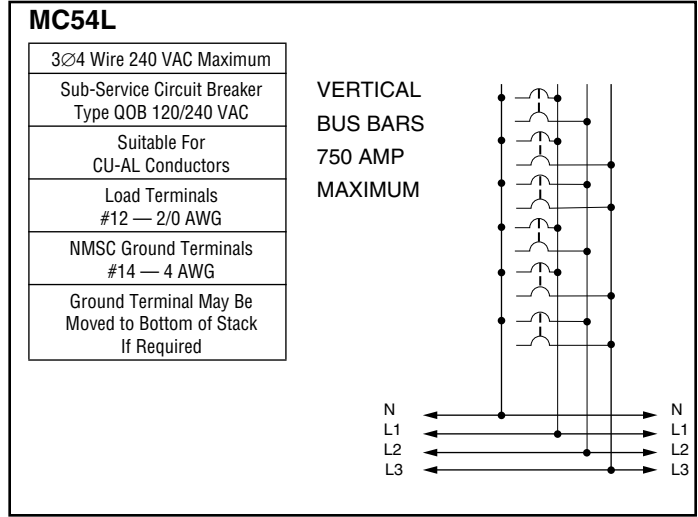 MC54L
3∅4 Wire 240 VAC Maximum
Sub-Service Circuit Breaker
Type QOB 120/240 VAC
Suitable For
CU-AL Conductors
Load Terminals
#12 — 2/0 AWG
NMSC Ground Terminals
#14 — 4 AWG
Ground Terminal May Be
Moved to Bottom of Stack
If Required
VERTICAL
BUS BARS
750 AMP
MAXIMUM
N N
L1 L1
L2 L2
L3 L3